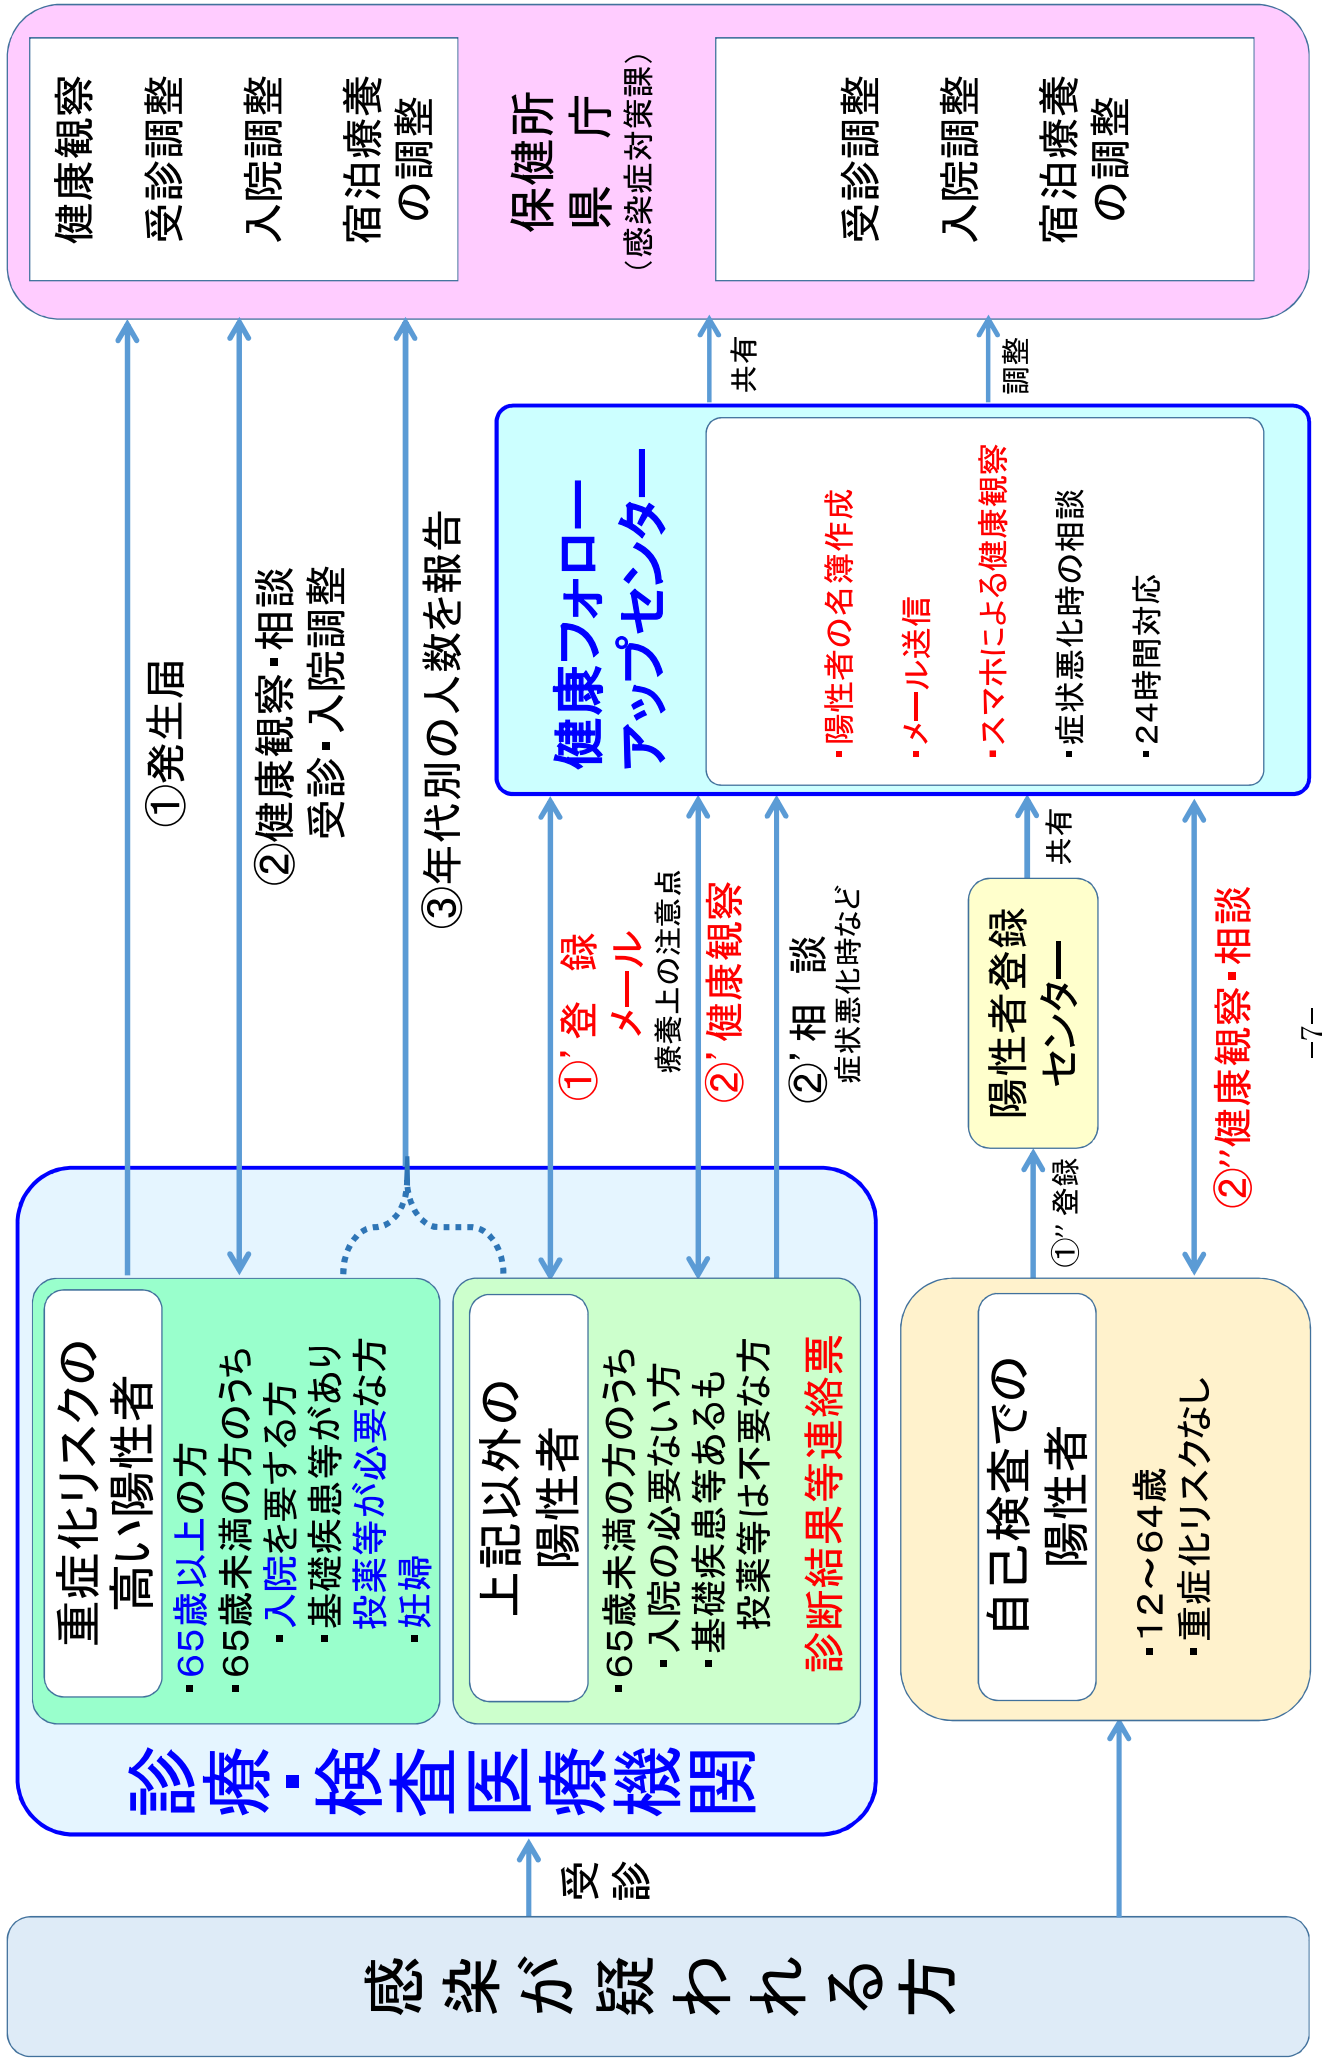 感染が疑われる方
受診
診療・検査医療機関
重症化リスクの
高い陽性者
・65歳以上の方
・65歳未満の方のうち
・入院を要する方
・基礎疾患等があり
投薬等が必要な方
・妊婦
上記以外の
陽性者
・65歳未満の方のうち
・入院の必要ない方
・基礎疾患等あるも
投薬等は不要な方
診断結果等連絡票
自己検査での
陽性者
・12～64歳
・重症化リスクなし
①発生届
②健康観察・相談
受診・入院調整
③年代別の人数を報告
①’登　録
メール
療養上の注意点
②’健康観察
②’相　談
症状悪化時など
①”登録
陽性者登録
センター
共有
②”健康観察・相談
健康フォロー
アップセンター
・陽性者の名簿作成
・メール送信
・スマホによる健康観察
・症状悪化時の相談
・24時間対応
共有
調整
健康観察
受診調整
入院調整
宿泊療養
の調整
保健所
県　庁
（感染症対策課）
受診調整
入院調整
宿泊療養
の調整
−7−